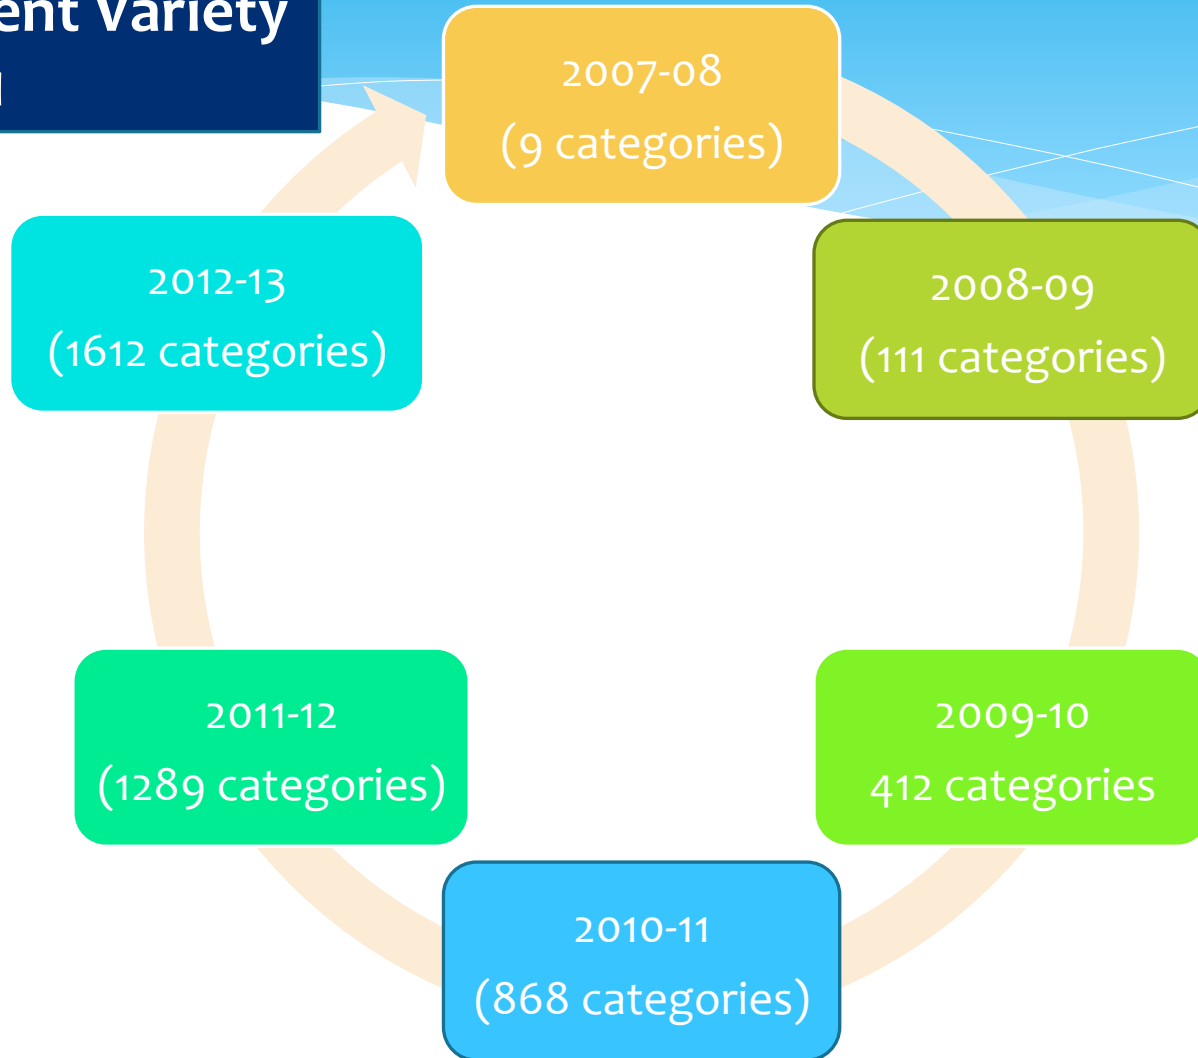 Variety
2007-08
(9 categories)
2008-09
(111 categories)
2009-10
412 categories
2010-11
(868 categories)
2011-12
(1289 categories)
2012-13
(1612 categories)